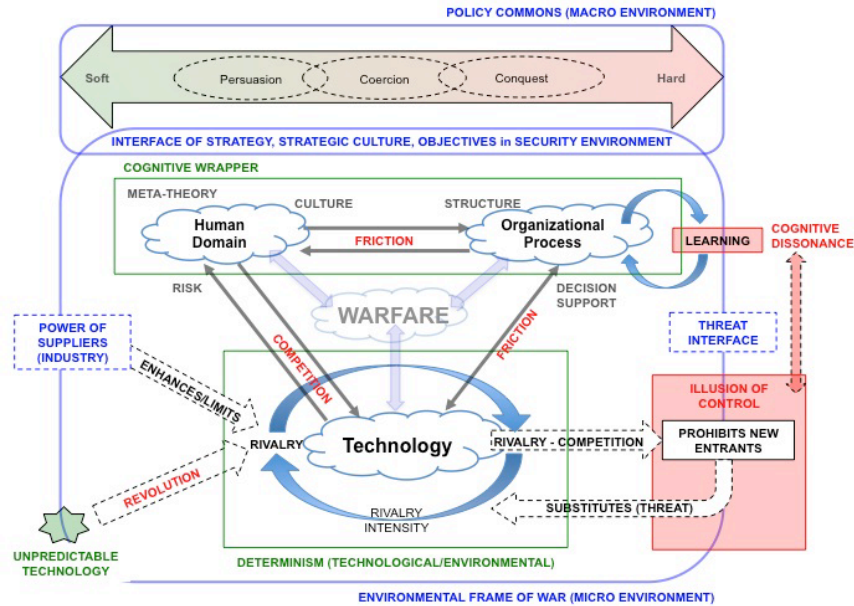 POLICY COMMONS (MACRO ENVIRONMENT)
Soft
Persuasion
Coercion
Conquest
Hard
INTERFACE OF STRATEGY, STRATEGIC CULTURE, OBJECTIVES in SECURITY ENVIRONMENT
COGNITIVE WRAPPER
META-THEORY
CULTURE
STRUCTURE
Human
Domain
FRICTION
Organizational
Process
LEARNING
COGNITIVE
DISSONANCE
RISK
DECISION
SUPPORT
WARFARE
POWER OF
SUPPLIERS
(INDUSTRY)
THREAT
INTERFACE
COMPETITION
FRICTION
ENHANCES/LIMITS
ILLUSION OF
CONTROL
RIVALRY
Technology
RIVALRY - COMPETITION
PROHIBITS NEW
ENTRANTS
REVOLUTION
RIVALRY
INTENSITY
SUBSTITUTES (THREAT)
UNPREDICTABLE
TECHNOLOGY
DETERMINISM (TECHNOLOGICAL/ENVIRONMENTAL)
ENVIRONMENTAL FRAME OF WAR (MICRO ENVIRONMENT)